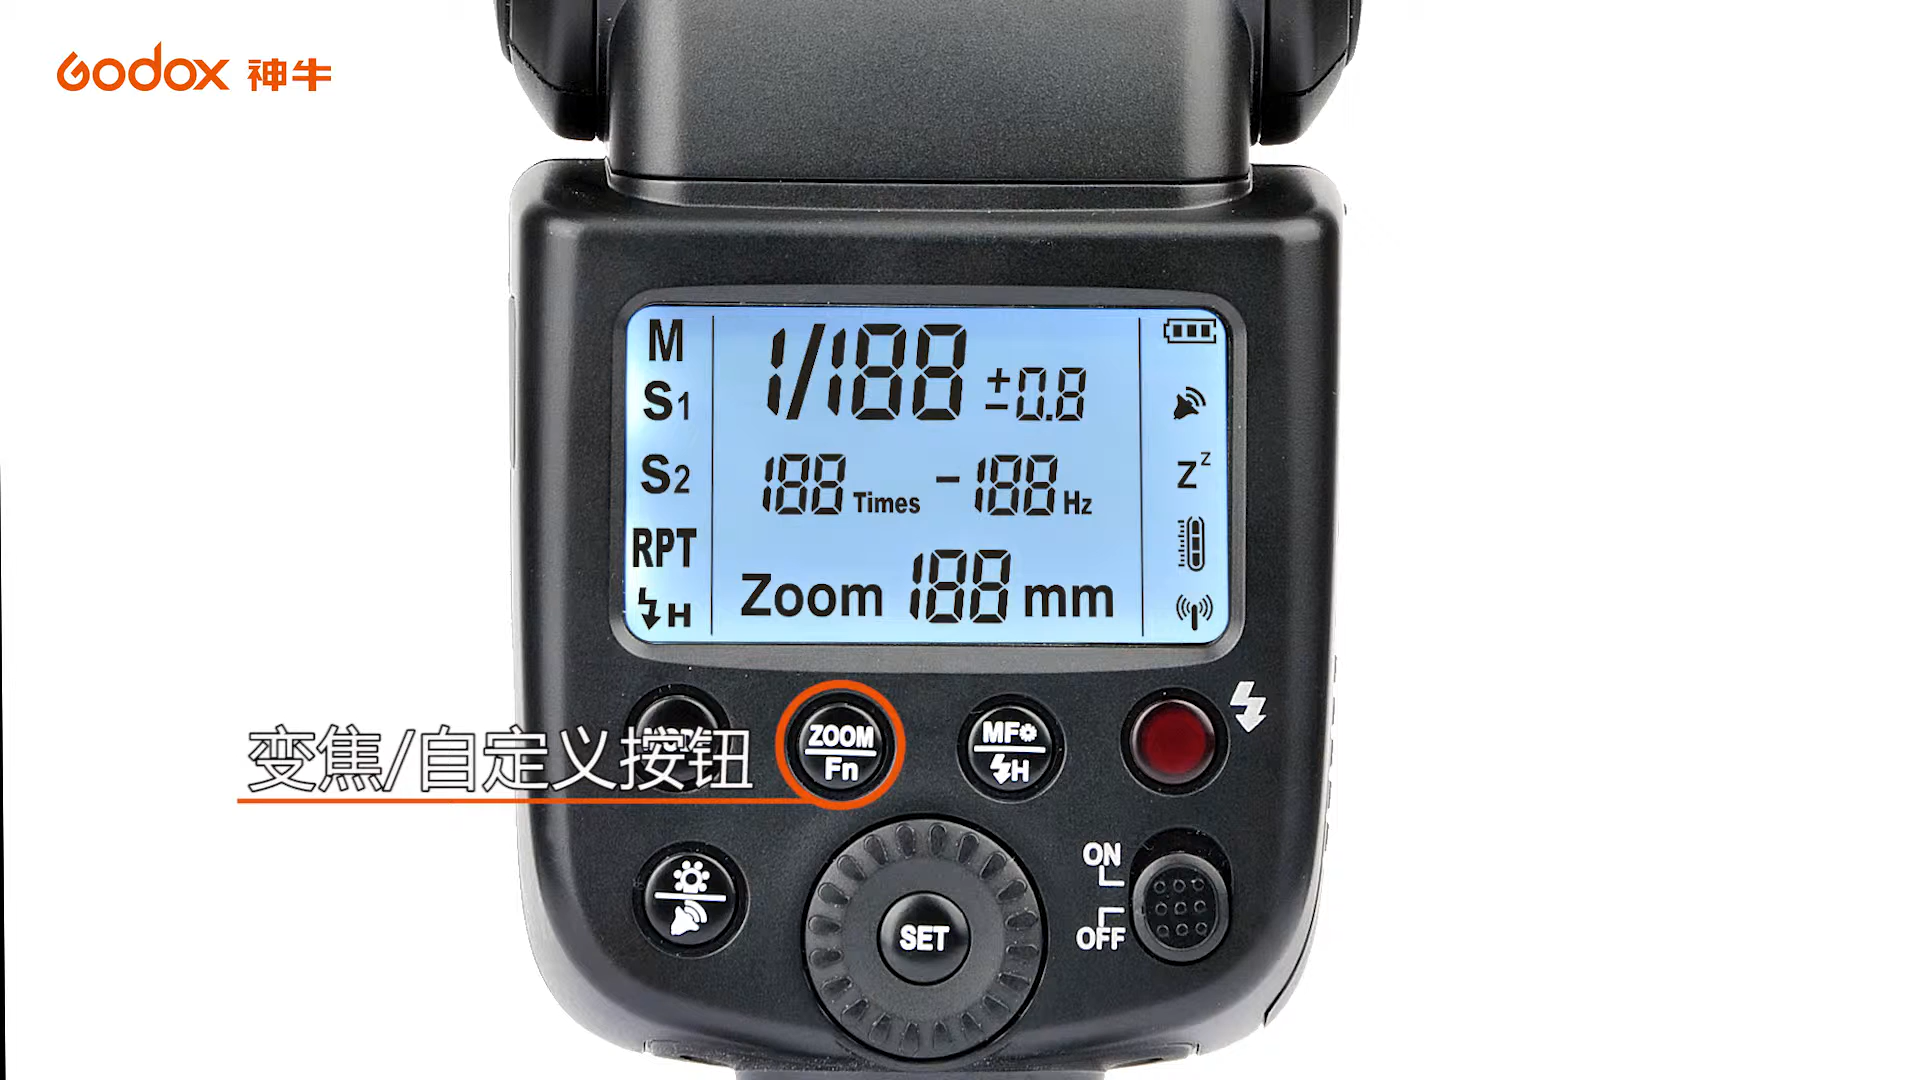 Godox 神牛
M
1/188 ±0.8
S1
S2
188 Times -188 Hz
RPT
Zoom 188 mm
H
变焦/自定义按钮
ZOOM
Fn
MF
H
ON
OFF
SET